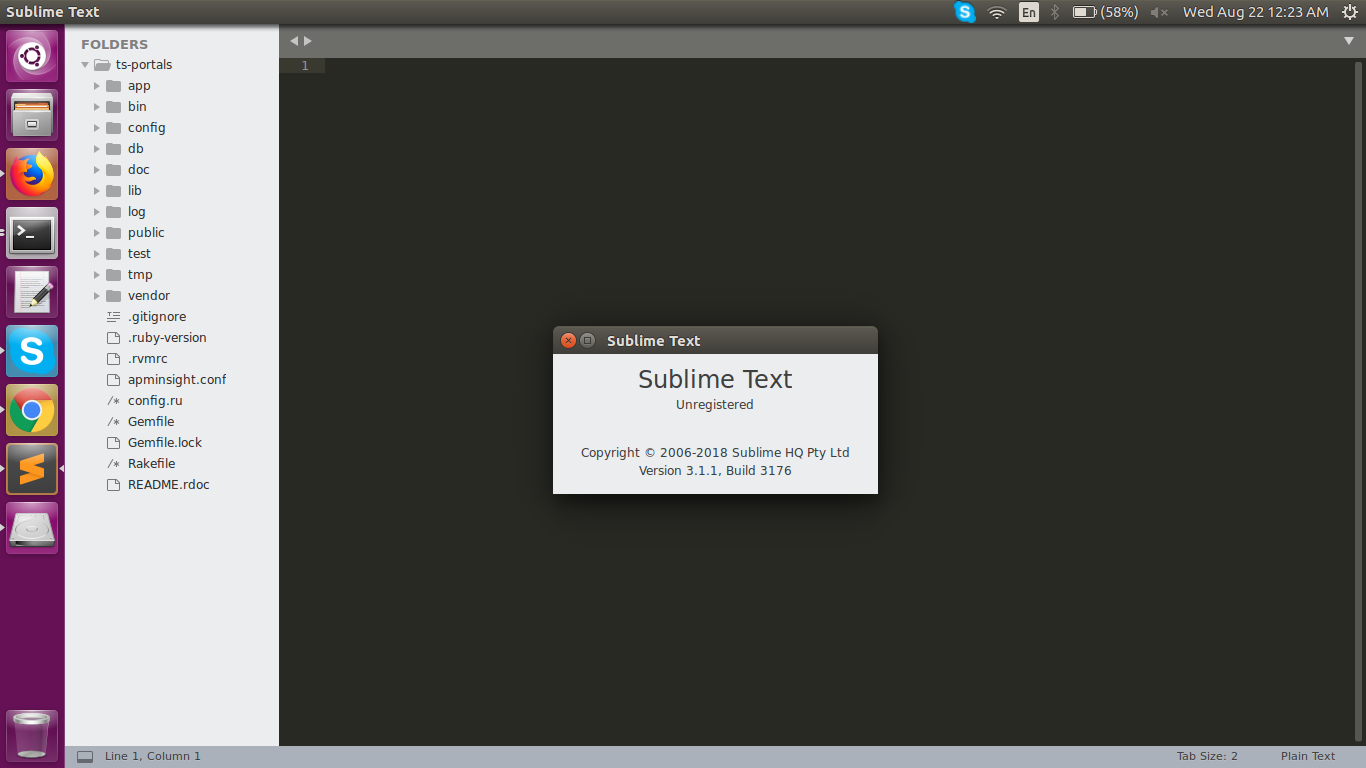 Sublime Text
En
(58%)
Wed Aug 22 12:23 AM
FOLDERS
ts-portals
app
bin
config
db
doc
lib
log
public
test
tmp
vendor
.gitignore
.ruby-version
.rvmrc
apminsight.conf
/* config.ru
/* Gemfile
Gemfile.lock
/* Rakefile
README.rdoc
1
Sublime Text
Sublime Text
Unregistered
Copyright © 2006-2018 Sublime HQ Pty Ltd
Version 3.1.1, Build 3176
Line 1, Column 1
Tab Size: 2
Plain Text